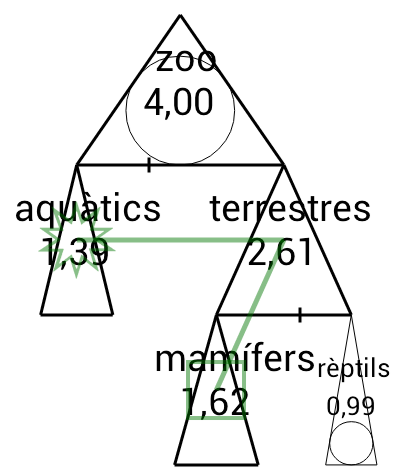 zoo
4,00
aquàtics
1,39
terrestres
2,61
mamífers
1,62
rèptils
0,99